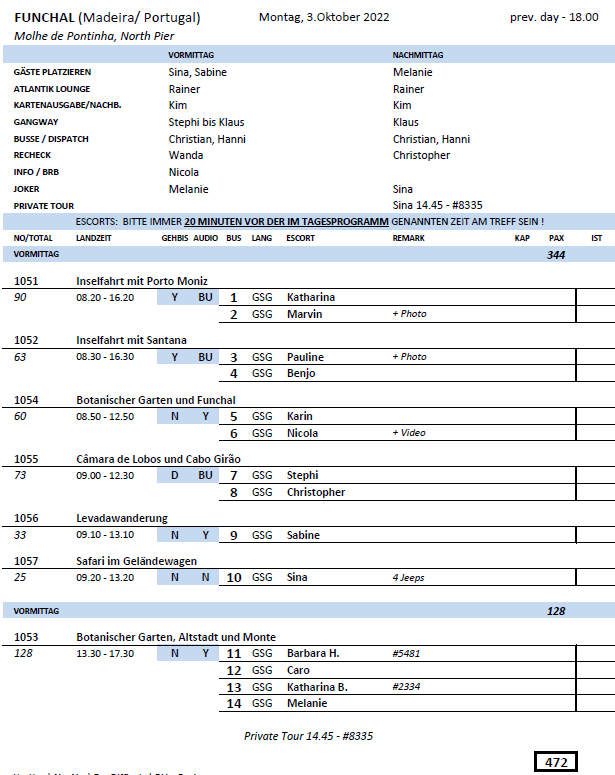 FUNCHAL (Madeira/ Portugal) Montag, 3.Oktober 2022 prev. day - 18.00
Molhe de Pontinha, North Pier
VORMITTAG NACHMITTAG
GÄSTE PLATZIEREN Sina, Sabine Melanie
ATLANTIK LOUNGE Rainer Rainer
KARTENAUSGABE/NACHB. Kim Kim
GANGWAY Stephi bis Klaus Klaus
BUSSE / DISPATCH Christian, Hanni Christian, Hanni
RECHECK Wanda Christopher
INFO / BRB Nicola
JOKER Melanie Sina
PRIVATE TOUR Sina 14.45 - #8335
ESCORTS: BITTE IMMER 20 MINUTEN VOR DER IM TAGESPROGRAMM GENANNTEN ZEIT AM TREFF SEIN !
NO/TOTAL LANDZEIT GEHBIS AUDIO BUS LANG ESCORT REMARK KAP PAX IST
VORMITTAG 344
1051 Inselfahrt mit Porto Moniz
90 08.20 - 16.20 Y BU 1 GSG Katharina
2 GSG Marvin + Photo
1052 Inselfahrt mit Santana
63 08.30 - 16.30 Y BU 3 GSG Pauline + Photo
4 GSG Benjo
1054 Botanischer Garten und Funchal
60 08.50 - 12.50 N Y 5 GSG Karin
6 GSG Nicola + Video
1055 Câmara de Lobos und Cabo Girão
73 09.00 - 12.30 D BU 7 GSG Stephi
8 GSG Christopher
1056 Levadawanderung
33 09.10 - 13.10 N Y 9 GSG Sabine
1057 Safari im Geländewagen
25 09.20 - 13.20 N N 10 GSG Sina 4 Jeeps
VORMITTAG 128
1053 Botanischer Garten, Altstadt und Monte
128 13.30 - 17.30 N Y 11 GSG Barbara H. #5481
12 GSG Caro
13 GSG Katharina B. #2334
14 GSG Melanie
Private Tour 14.45 - #8335
472